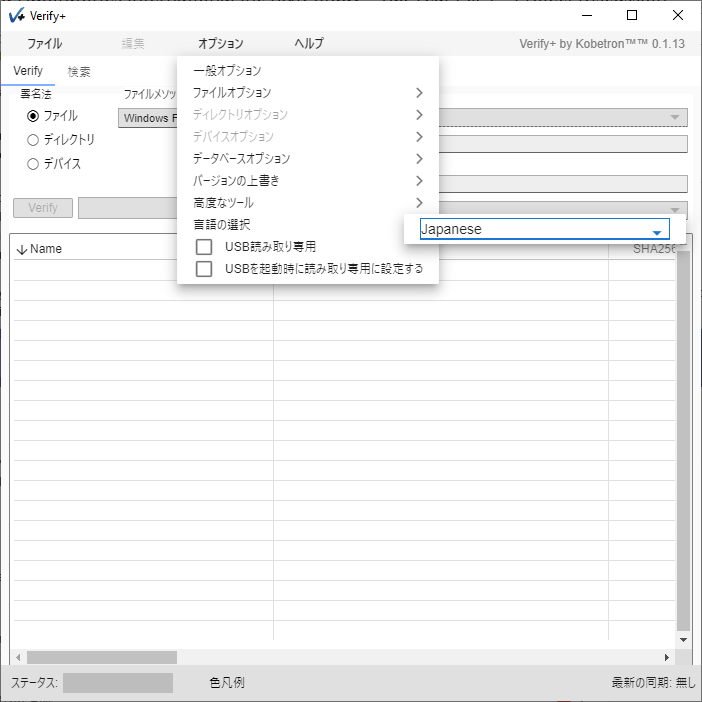 Verify+
ファイル 編集 オプション ヘルプ Verify+ by Kobetron™™ 0.1.13
Verify 検索
署名法 ファイルメソッ
ファイル
Windows F
ディレクトリ
デバイス
Verify
一般オプション
ファイルオプション
ディレクトリオプション
デバイスオプション
データベースオプション
バージョンの上書き
高度なツール
言語の選択
Japanese
USB読み取り専用
USBを起動時に読み取り専用に設定する
Name SHA256
ステータス: 色凡例 最新の同期: 無し